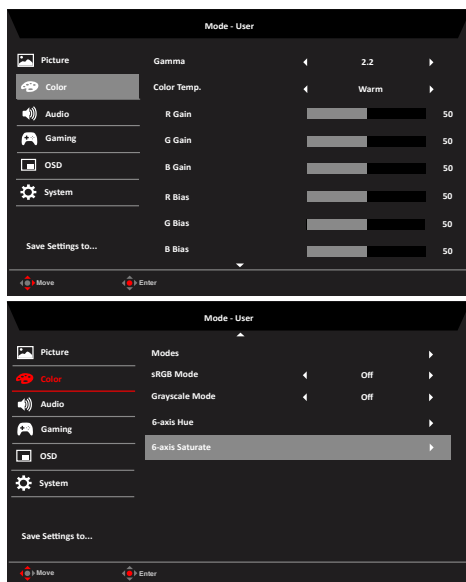 Mode - User
Picture
Gamma 2.2
Color
Color Temp. Warm
Audio
R Gain 50
Gaming
G Gain 50
OSD
B Gain 50
System
R Bias 50
G Bias 50
Save Settings to...
B Bias 50
Move Enter
Mode - User
Picture
Modes
Color
sRGB Mode Off
Audio
Grayscale Mode Off
Gaming
6-axis Hue
OSD
6-axis Saturate
System
Save Settings to...
Move Enter